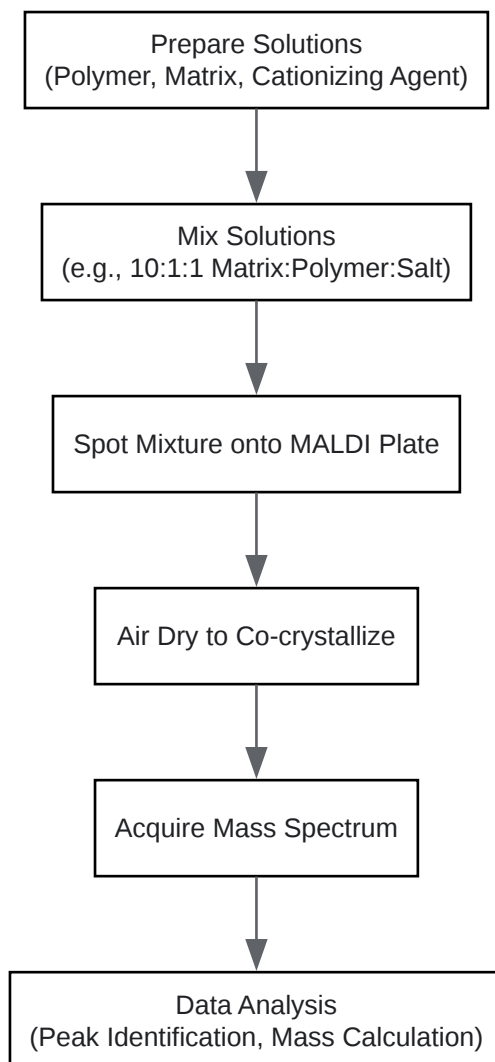 Prepare Solutions
(Polymer, Matrix, Cationizing Agent)
Mix Solutions
(e.g., 10:1:1 Matrix:Polymer:Salt)
Spot Mixture onto MALDI Plate
Air Dry to Co-crystallize
Acquire Mass Spectrum
Data Analysis
(Peak Identification, Mass Calculation)